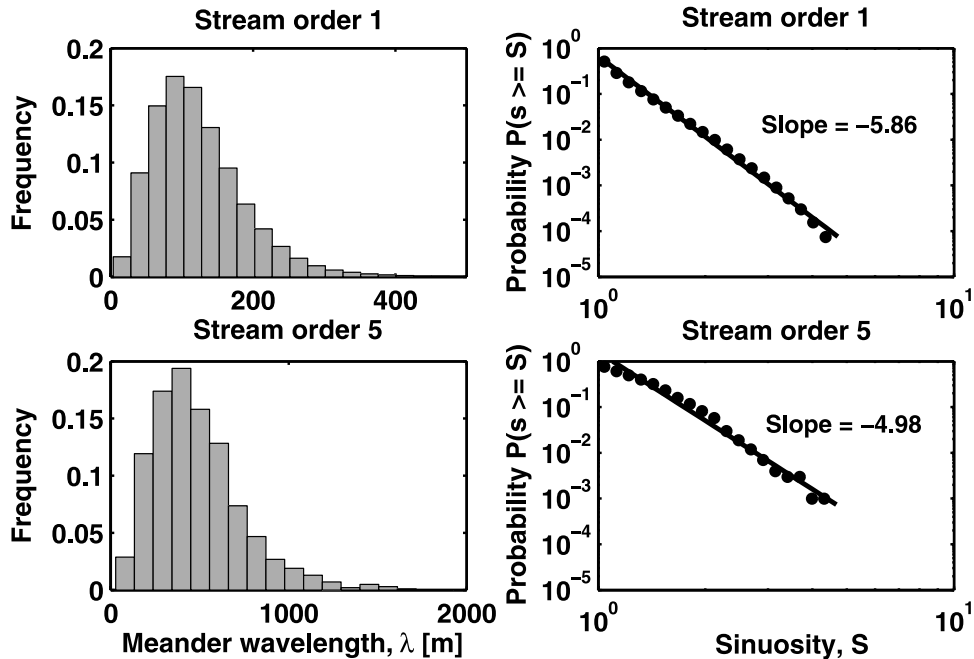 Stream order 1
Frequency
0.2
0.15
0.1
0.05
0
0
200
400
Stream order 1
Probability P(s >= S)
10^0
10^-1
10^-2
10^-3
10^-4
10^-5
Slope = −5.86
10^0
10^1
Stream order 5
Frequency
0.2
0.15
0.1
0.05
0
0
1000
2000
Meander wavelength, λ [m]
Stream order 5
Probability P(s >= S)
10^0
10^-1
10^-2
10^-3
10^-4
10^-5
Slope = −4.98
10^0
10^1
Sinuosity, S